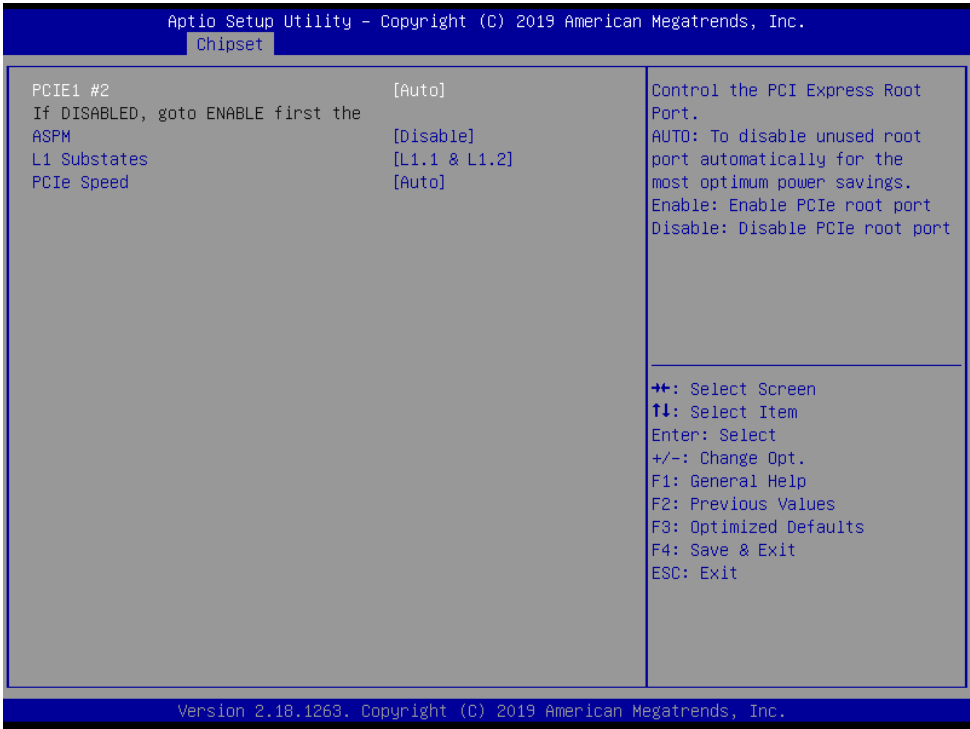 Aptio Setup Utility – Copyright (C) 2019 American Megatrends, Inc.
Chipset
PCIE1 #2 [Auto]
If DISABLED, goto ENABLE first the
ASPM [Disable]
L1 Substates [L1.1 & L1.2]
PCIe Speed [Auto]
Control the PCI Express Root
Port.
AUTO: To disable unused root
port automatically for the
most optimum power savings.
Enable: Enable PCIe root port
Disable: Disable PCIe root port
→←: Select Screen
↑↓: Select Item
Enter: Select
+/-: Change Opt.
F1: General Help
F2: Previous Values
F3: Optimized Defaults
F4: Save & Exit
ESC: Exit
Version 2.18.1263. Copyright (C) 2019 American Megatrends, Inc.